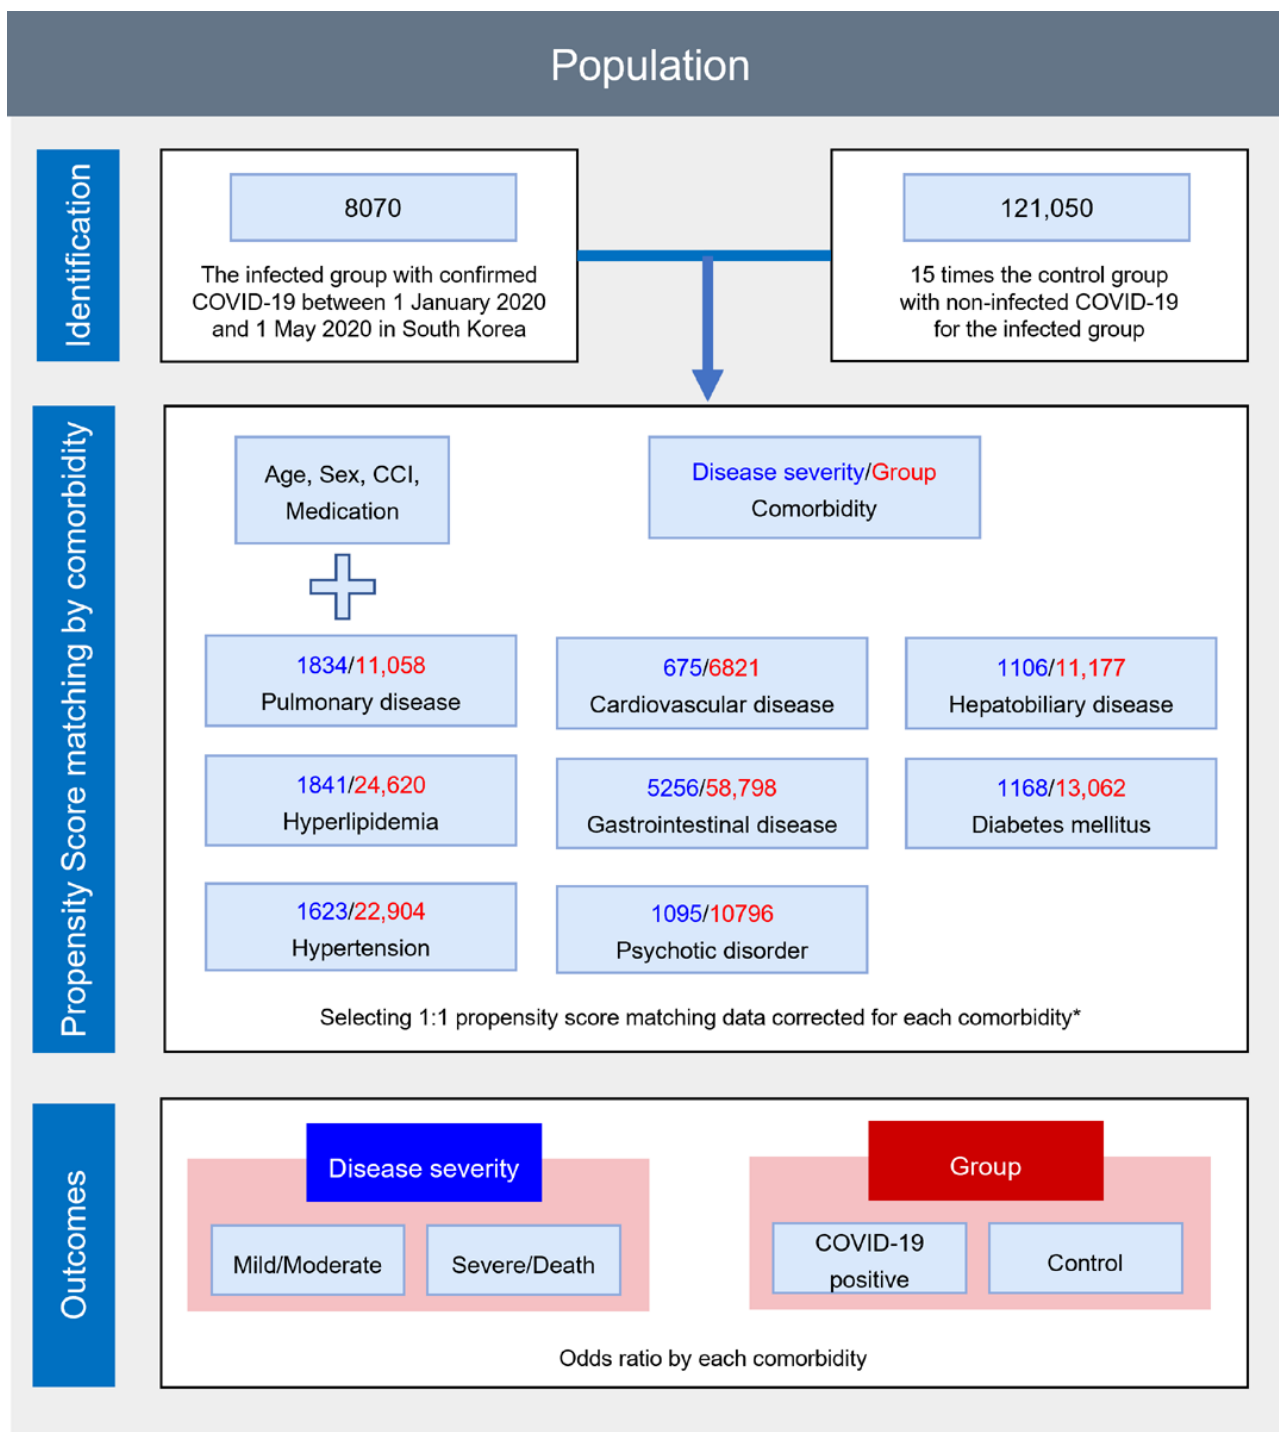 Population
Identification
8070
The infected group with confirmed
COVID-19 between 1 January 2020
and 1 May 2020 in South Korea
121,050
15 times the control group
with non-infected COVID-19
for the infected group
Propensity Score matching by comorbidity
Age, Sex, CCI,
Medication
Disease severity/Group
Comorbidity
1834/11,058
Pulmonary disease
675/6821
Cardiovascular disease
1106/11,177
Hepatobiliary disease
1841/24,620
Hyperlipidemia
5256/58,798
Gastrointestinal disease
1168/13,062
Diabetes mellitus
1623/22,904
Hypertension
1095/10796
Psychotic disorder
Selecting 1:1 propensity score matching data corrected for each comorbidity*
Outcomes
Disease severity
Mild/Moderate
Severe/Death
Group
COVID-19
positive
Control
Odds ratio by each comorbidity